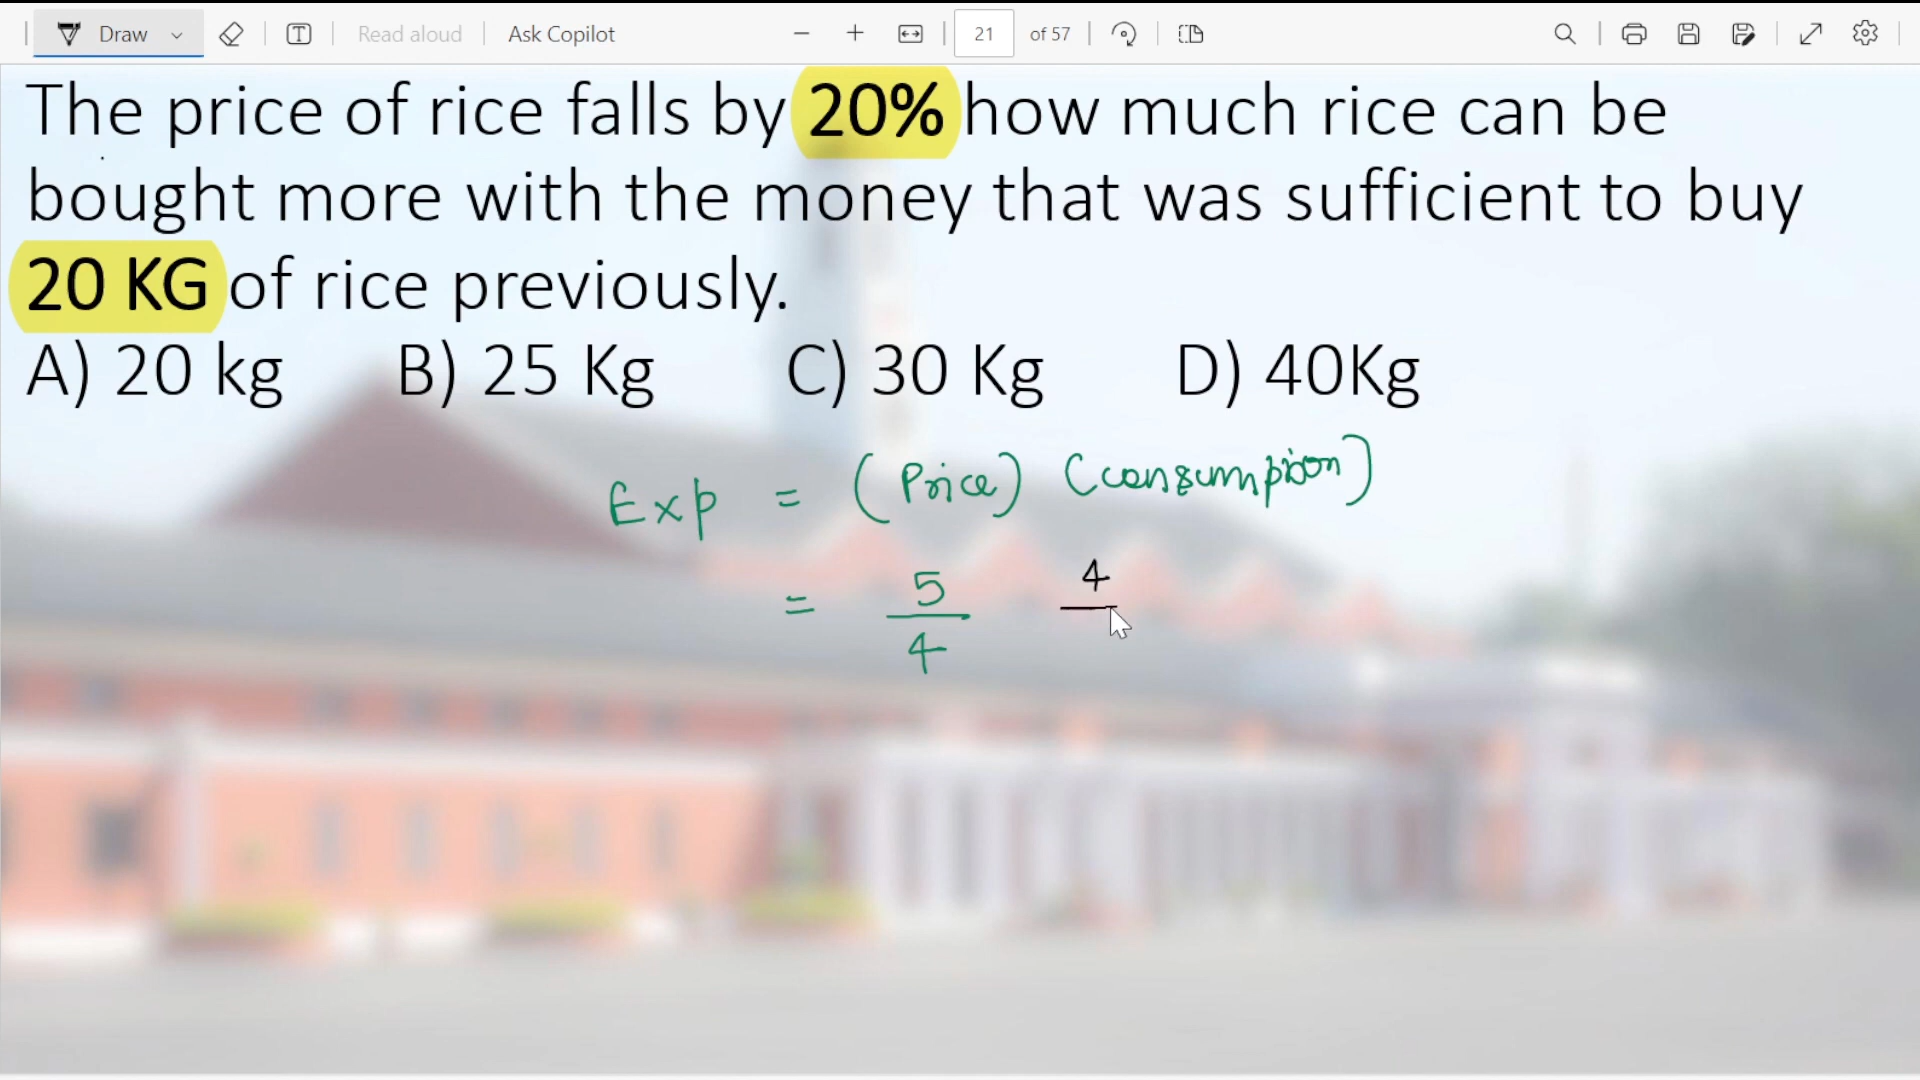 Draw Read aloud Ask Copilot 21 of 57
The price of rice falls by 20% how much rice can be
bought more with the money that was sufficient to buy
20 KG of rice previously.
A) 20 kg B) 25 Kg C) 30 Kg D) 40Kg
Exp = (Price) (consumption)
= 5/4 4/